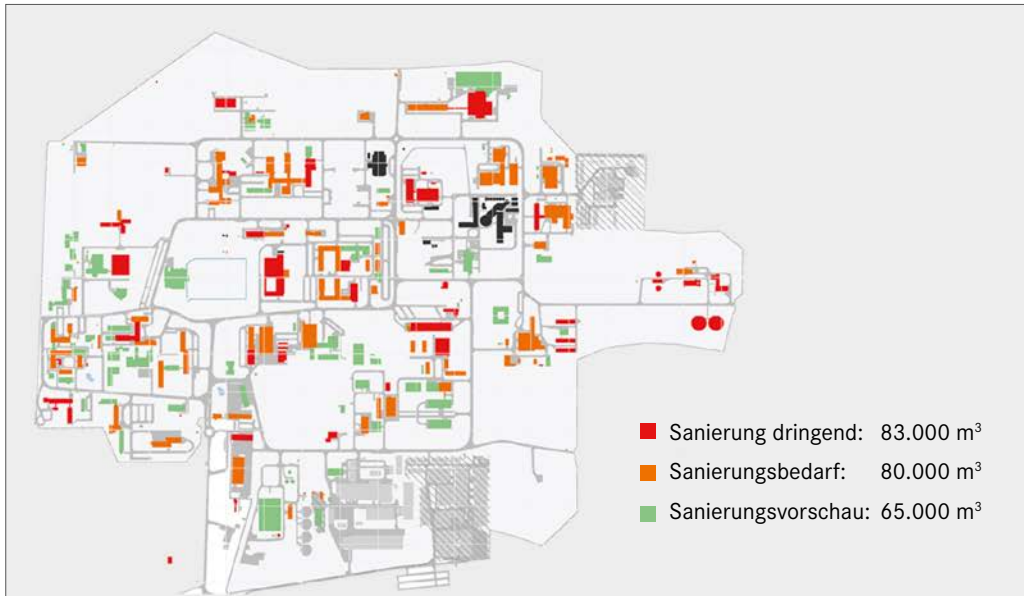 Sanierung dringend: 83.000 m³
Sanierungsbedarf: 80.000 m³
Sanierungsvorschau: 65.000 m³